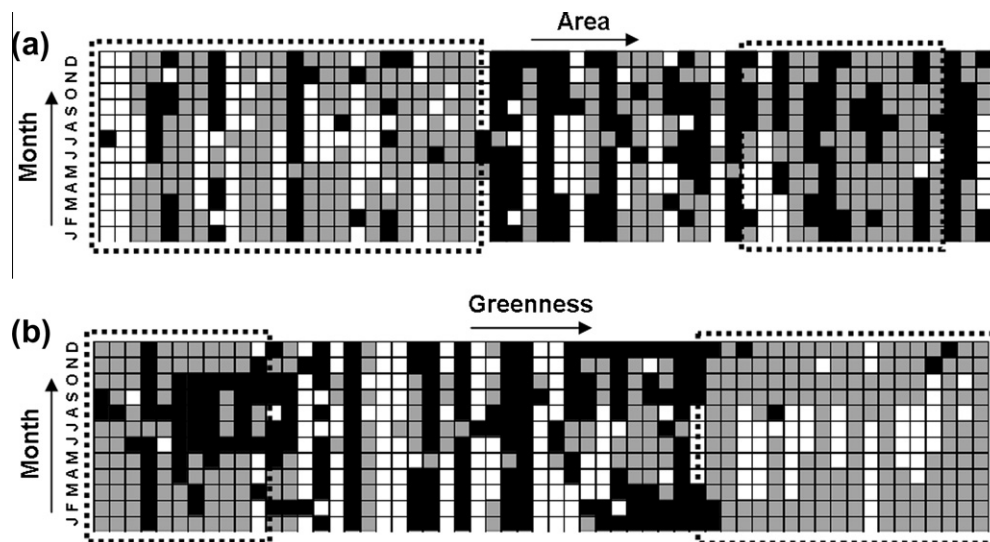 (a)
Area
Month
J F M A M J J A S O N D
(b)
Greenness
Month
J F M A M J J A S O N D